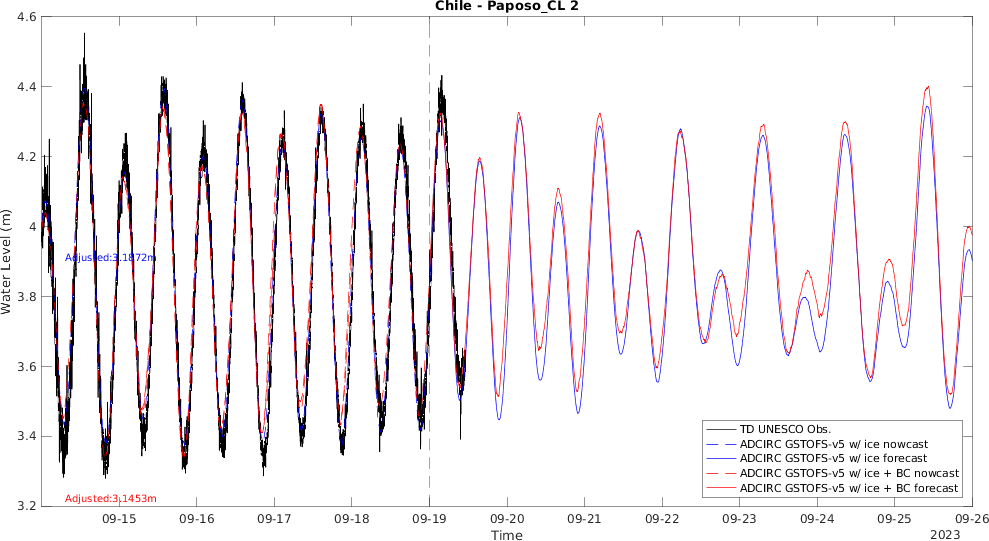 Chile - Paposo_CL 2
Water Level (m)
4.6
4.4
4.2
4
3.8
3.6
3.4
3.2
Adjusted:3.1872m
Adjusted:3.1453m
TD UNESCO Obs.
ADCIRC GSTOFS-v5 w/ ice nowcast
ADCIRC GSTOFS-v5 w/ ice forecast
ADCIRC GSTOFS-v5 w/ ice + BC nowcast
ADCIRC GSTOFS-v5 w/ ice + BC forecast
09-15 09-16 09-17 09-18 09-19 09-20 09-21 09-22 09-23 09-24 09-25 09-26
Time
2023